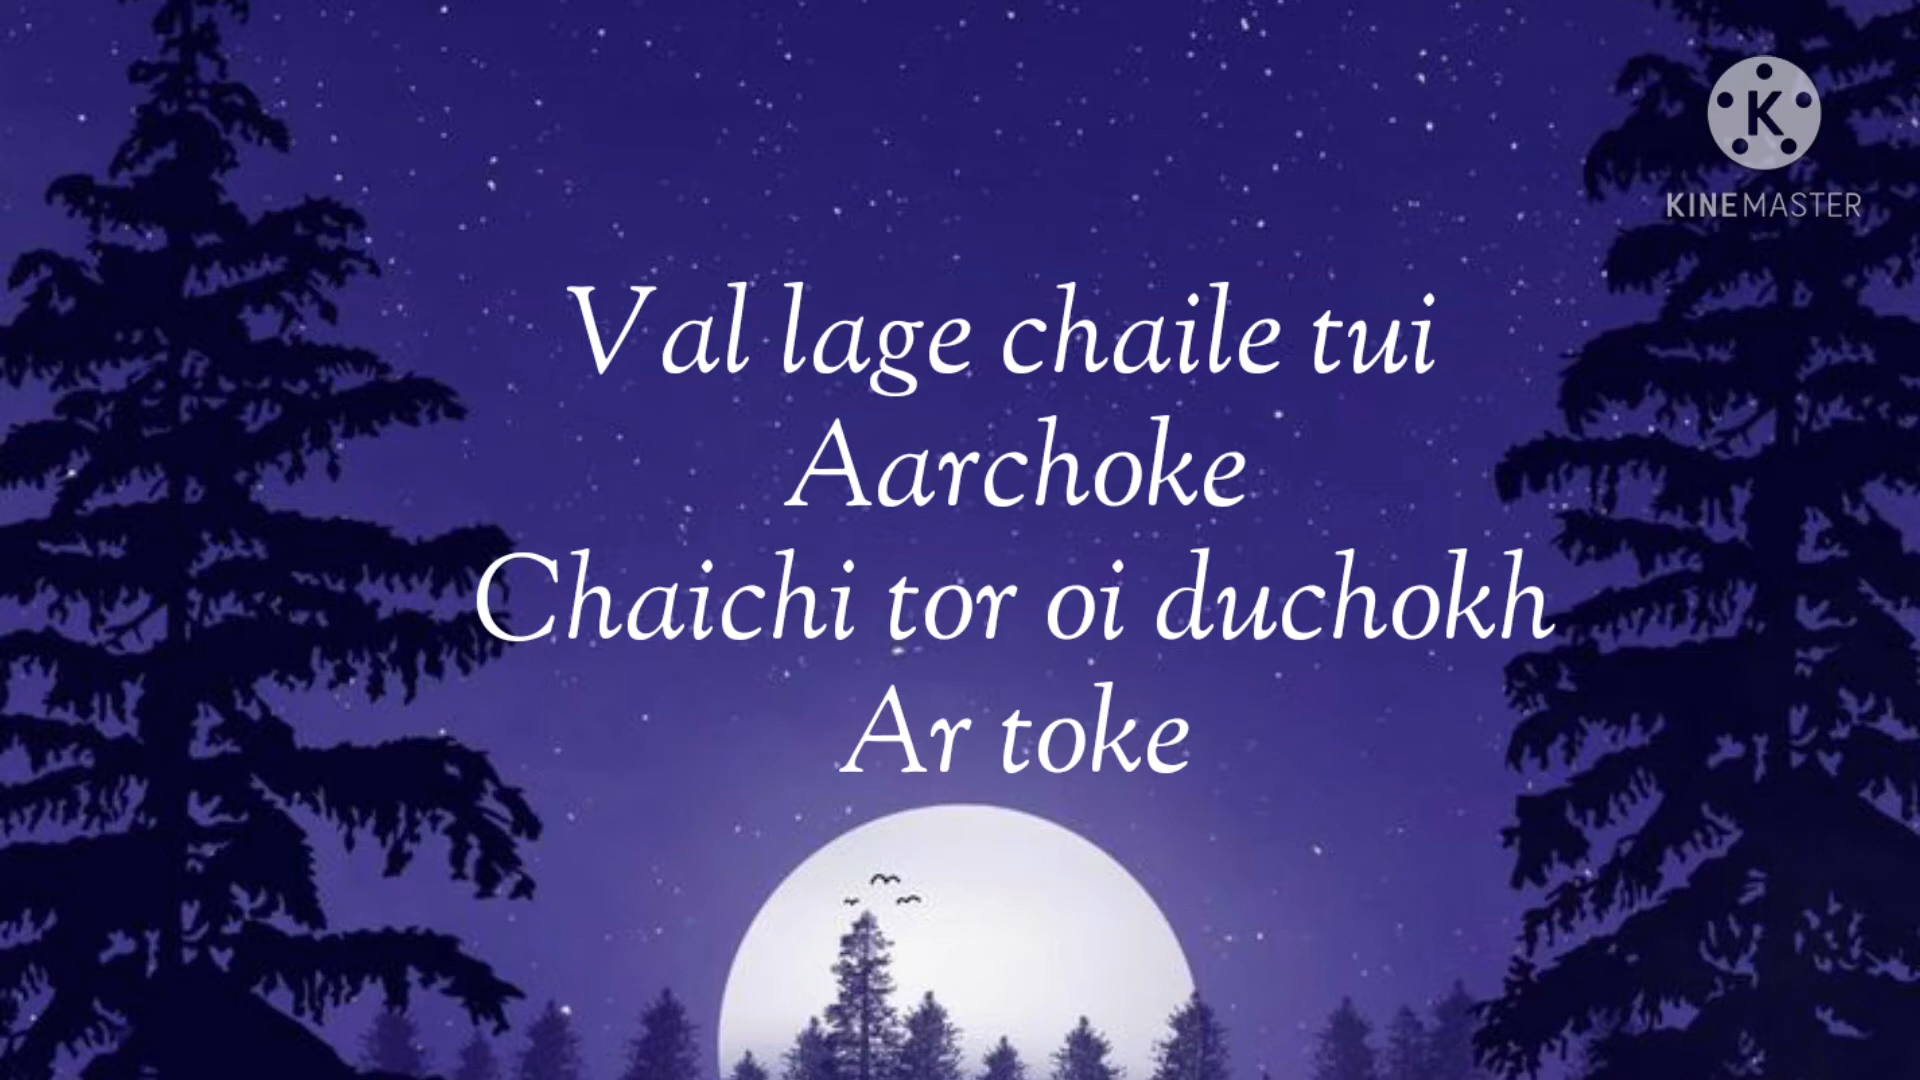 K
KINEMASTER
Val lage chaile tui
Aarchoke
Chaichi tor oi duchokh
Ar toke